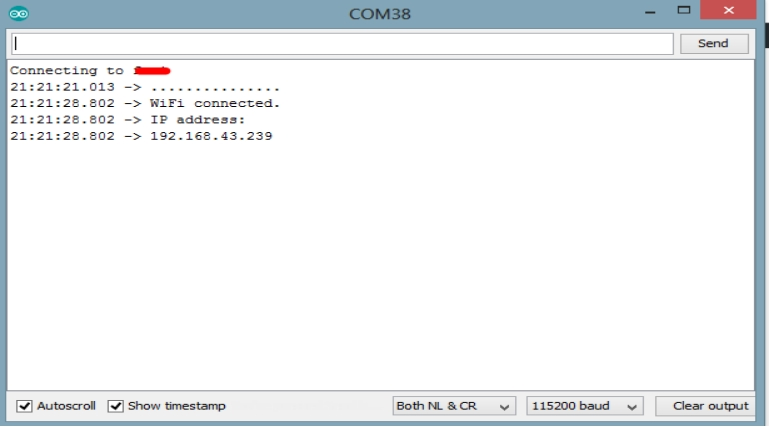 COM38
Send
Connecting to
21:21:21.013 -> ...............
21:21:28.802 -> WiFi connected.
21:21:28.802 -> IP address:
21:21:28.802 -> 192.168.43.239
Autoscroll Show timestamp Both NL & CR 115200 baud Clear output